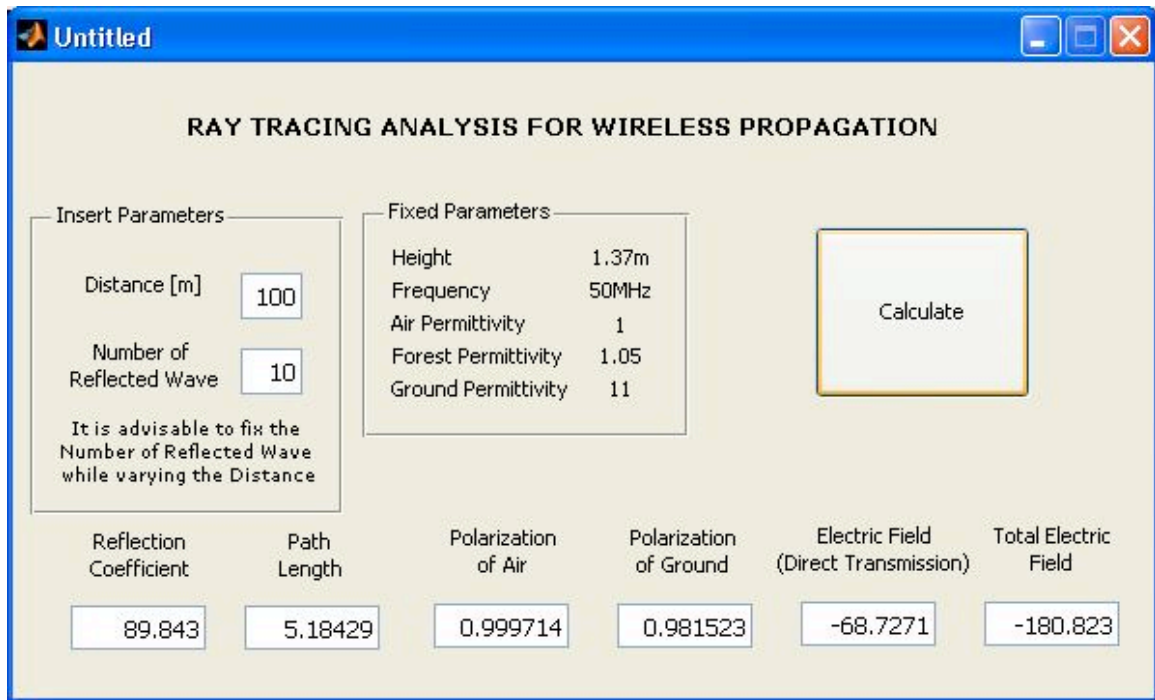 Untitled
RAY TRACING ANALYSIS FOR WIRELESS PROPAGATION
Insert Parameters
Distance [m]
100
Number of
Reflected Wave
10
It is advisable to fix the
Number of Reflected Wave
while varying the Distance
Fixed Parameters
Height 1.37m
Frequency 50MHz
Air Permittivity 1
Forest Permittivity 1.05
Ground Permittivity 11
Calculate
Reflection
Coefficient
89.843
Path
Length
5.18429
Polarization
of Air
0.999714
Polarization
of Ground
0.981523
Electric Field
(Direct Transmission)
-68.7271
Total Electric
Field
-180.823